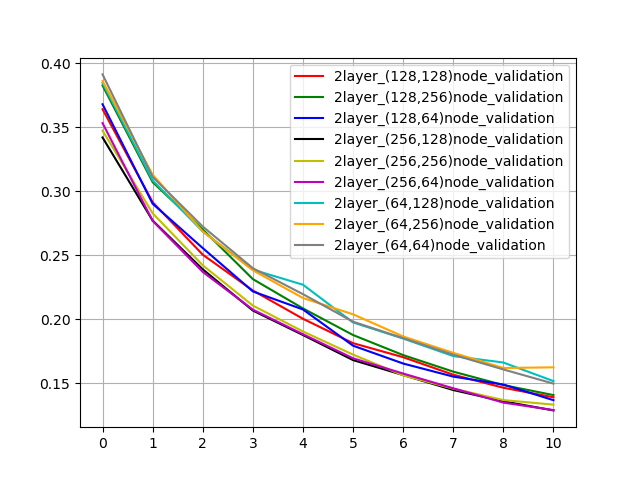 0.40
0.35
0.30
0.25
0.20
0.15
2layer_(128,128)node_validation
2layer_(128,256)node_validation
2layer_(128,64)node_validation
2layer_(256,128)node_validation
2layer_(256,256)node_validation
2layer_(256,64)node_validation
2layer_(64,128)node_validation
2layer_(64,256)node_validation
2layer_(64,64)node_validation
0 1 2 3 4 5 6 7 8 10